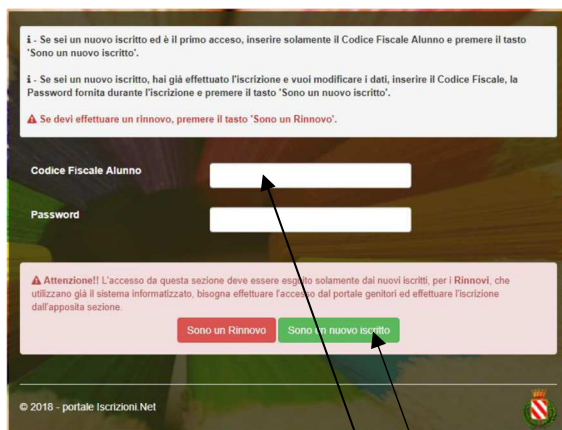 i - Se sei un nuovo iscritto ed è il primo accesso, inserire solamente il Codice Fiscale Alunno e premere il tasto
'Sono un nuovo iscritto'.
i - Se sei un nuovo iscritto, hai già effettuato l'iscrizione e vuoi modificare i dati, inserire il Codice Fiscale, la
Password fornita durante l'iscrizione e premere il tasto 'Sono un nuovo iscritto'.
Se devi effettuare un rinnovo, premere il tasto 'Sono un Rinnovo'.
Codice Fiscale Alunno
Password
Attenzione!! L'accesso da questa sezione deve essere esguito solamente dai nuovi iscritti, per i Rinnovi, che
utilizzano già il sistema informatizzato, bisogna effettuare l'accesso dal portale genitori ed effettuare l'iscrizione
dall'apposita sezione.
Sono un Rinnovo Sono un nuovo iscritto
© 2018 - portale Iscrizioni.Net